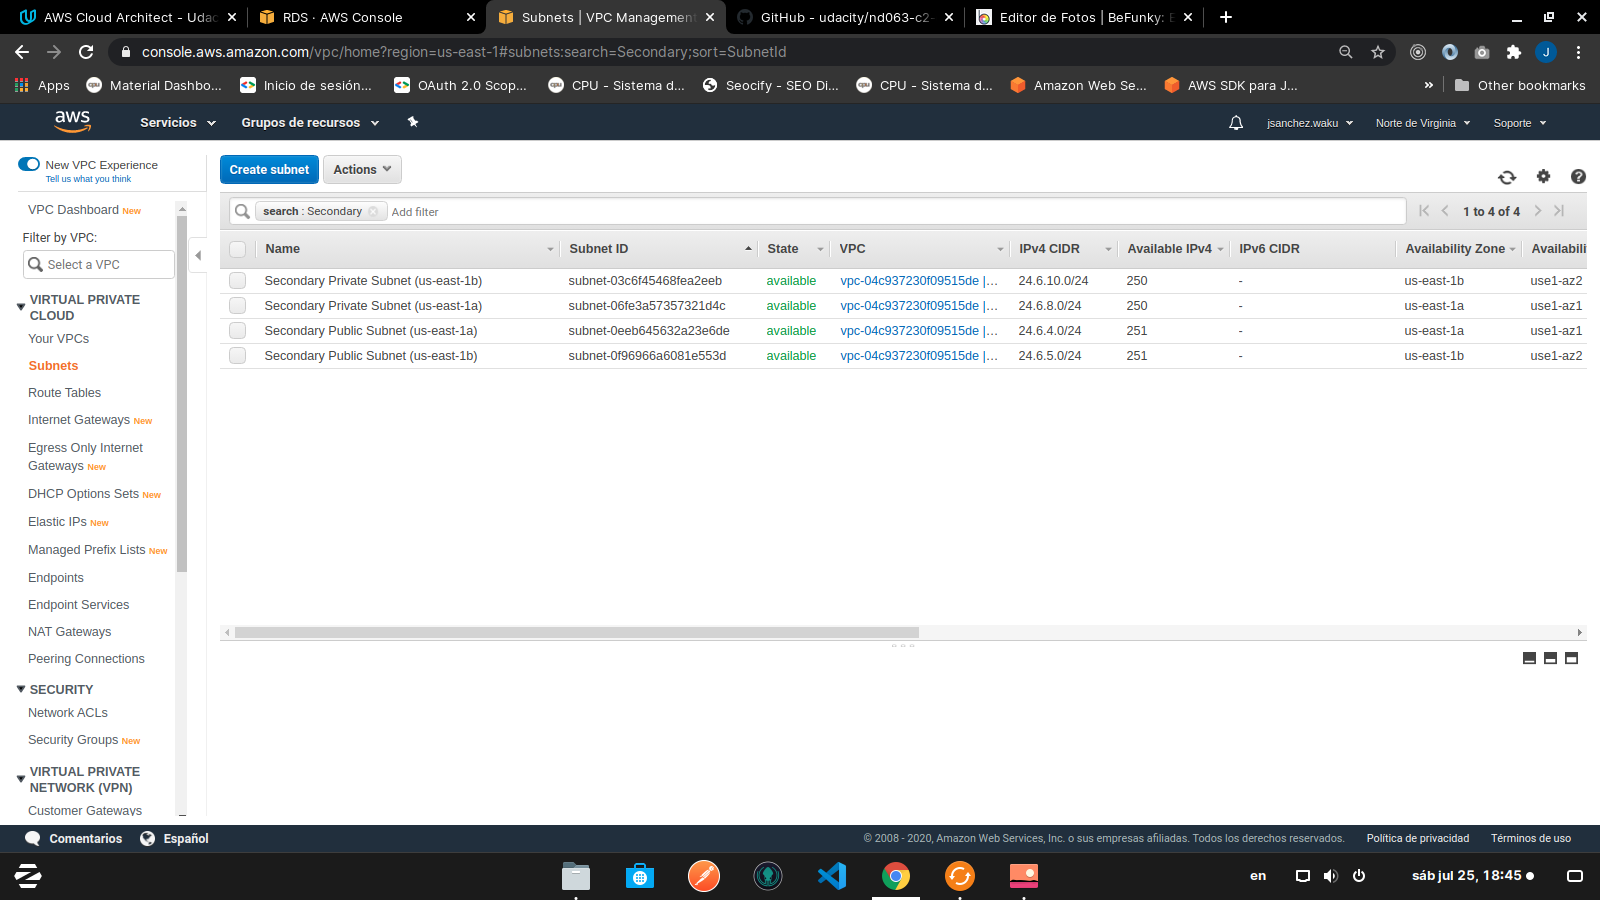 AWS Cloud Architect - Udac
RDS · AWS Console
Subnets | VPC Management
GitHub - udacity/nd063-c2-
Editor de Fotos | BeFunky: E
console.aws.amazon.com/vpc/home?region=us-east-1#subnets:search=Secondary;sort=SubnetId
J
Apps
Material Dashbo...
Inicio de sesión...
OAuth 2.0 Scop...
CPU - Sistema d...
Seocify - SEO Di...
CPU - Sistema d...
Amazon Web Se...
AWS SDK para J...
»
Other bookmarks
aws
Servicios
Grupos de recursos
jsanchez.waku
Norte de Virginia
Soporte
New VPC Experience
Tell us what you think
VPC Dashboard New
Filter by VPC:
Select a VPC
VIRTUAL PRIVATE
CLOUD
Your VPCs
Subnets
Route Tables
Internet Gateways New
Egress Only Internet
Gateways New
DHCP Options Sets New
Elastic IPs New
Managed Prefix Lists New
Endpoints
Endpoint Services
NAT Gateways
Peering Connections
SECURITY
Network ACLs
Security Groups New
VIRTUAL PRIVATE
NETWORK (VPN)
Customer Gateways
Create subnet
Actions
search : Secondary
Add filter
1 to 4 of 4
Name Subnet ID State VPC IPv4 CIDR Available IPv4 IPv6 CIDR Availability Zone Availabili
Secondary Private Subnet (us-east-1b) subnet-03c6f45468fea2eeb available vpc-04c937230f09515de |... 24.6.10.0/24 250 - us-east-1b use1-az2
Secondary Private Subnet (us-east-1a) subnet-06fe3a57357321d4c available vpc-04c937230f09515de |... 24.6.8.0/24 250 - us-east-1a use1-az1
Secondary Public Subnet (us-east-1a) subnet-0eeb645632a23e6de available vpc-04c937230f09515de |... 24.6.4.0/24 251 - us-east-1a use1-az1
Secondary Public Subnet (us-east-1b) subnet-0f96966a6081e553d available vpc-04c937230f09515de |... 24.6.5.0/24 251 - us-east-1b use1-az2
Comentarios
Español
© 2008 - 2020, Amazon Web Services, Inc. o sus empresas afiliadas. Todos los derechos reservados.
Política de privacidad
Términos de uso
en
sáb jul 25, 18:45